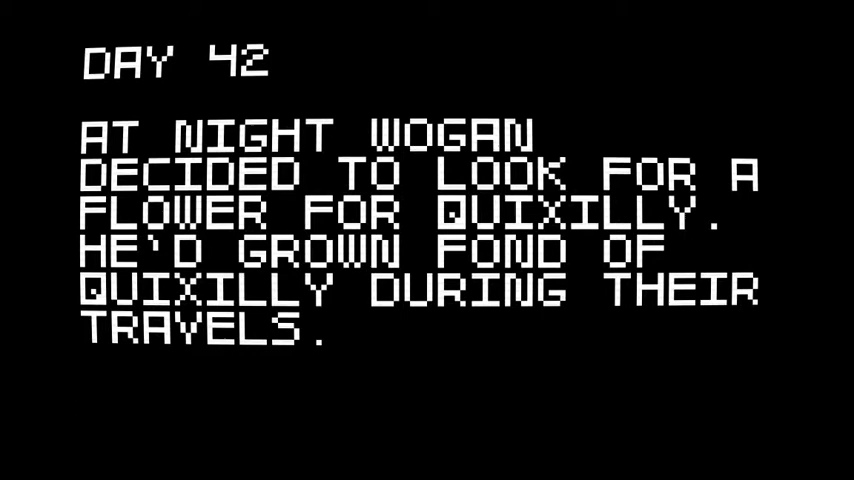 DAY 42
AT NIGHT WOGAN
DECIDED TO LOOK FOR A
FLOWER FOR QUIXILLY.
HE'D GROWN FOND OF
QUIXILLY DURING THEIR
TRAVELS.